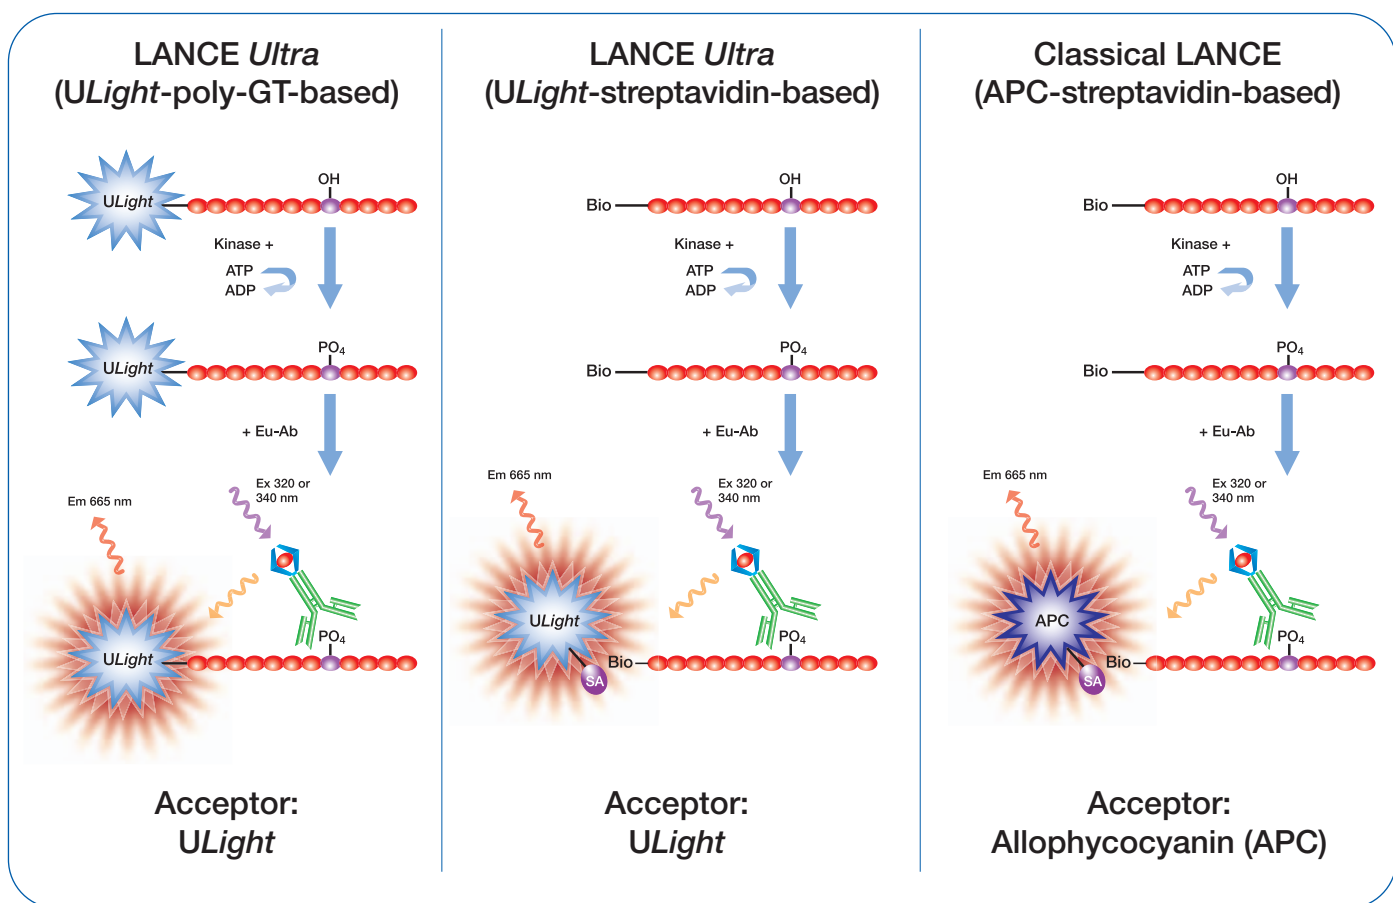 LANCE Ultra
(ULight-poly-GT-based)
OH
ULight
Kinase +
ATP
ADP
PO4
ULight
+ Eu-Ab
Ex 320 or
340 nm
Em 665 nm
PO4
ULight
Acceptor:
ULight
LANCE Ultra
(ULight-streptavidin-based)
OH
Bio
Kinase +
ATP
ADP
PO4
Bio
+ Eu-Ab
Em 665 nm
Ex 320 or
340 nm
ULight
PO4
Bio
SA
Acceptor:
ULight
Classical LANCE
(APC-streptavidin-based)
OH
Bio
Kinase +
ATP
ADP
PO4
Bio
+ Eu-Ab
Em 665 nm
Ex 320 or
340 nm
APC
PO4
Bio
SA
Acceptor:
Allophycocyanin (APC)